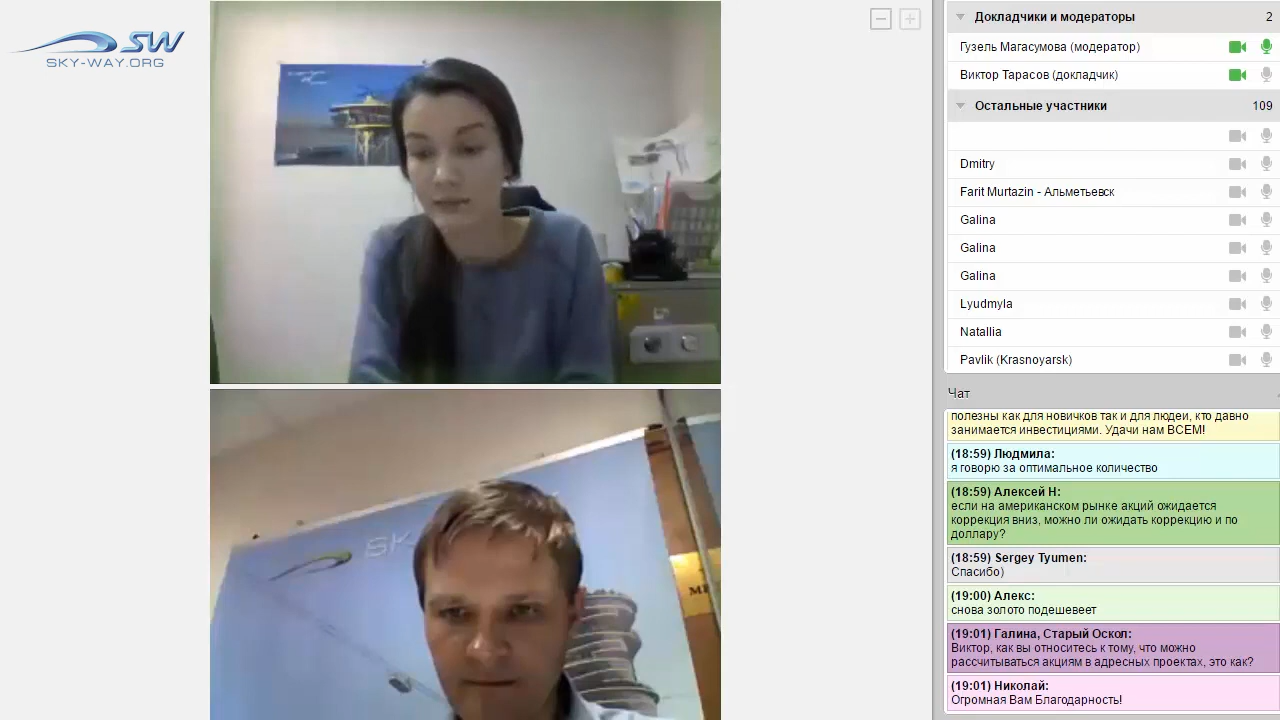 SW
SKY-WAY.ORG
SK
Докладчики и модераторы 2
Гузель Магасумова (модератор)
Виктор Тарасов (докладчик)
Остальные участники 109
Dmitry
Farit Murtazin - Альметьевск
Galina
Galina
Galina
Lyudmyla
Natallia
Pavlik (Krasnoyarsk)
Чат
полезны как для новичков так и для людей, кто давно
занимается инвестициями. Удачи нам ВСЕМ!
(18:59) Людмила:
я говорю за оптимальное количество
(18:59) Алексей Н:
если на американском рынке акций ожидается
коррекция вниз, можно ли ожидать коррекцию и по
доллару?
(18:59) Sergey Tyumen:
Спасибо)
(19:00) Алекс:
снова золото подешевеет
(19:01) Галина, Старый Оскол:
Виктор, как вы относитесь к тому, что можно
рассчитываться акциям в адресных проектах, это как?
(19:01) Николай:
Огромная Вам Благодарность!